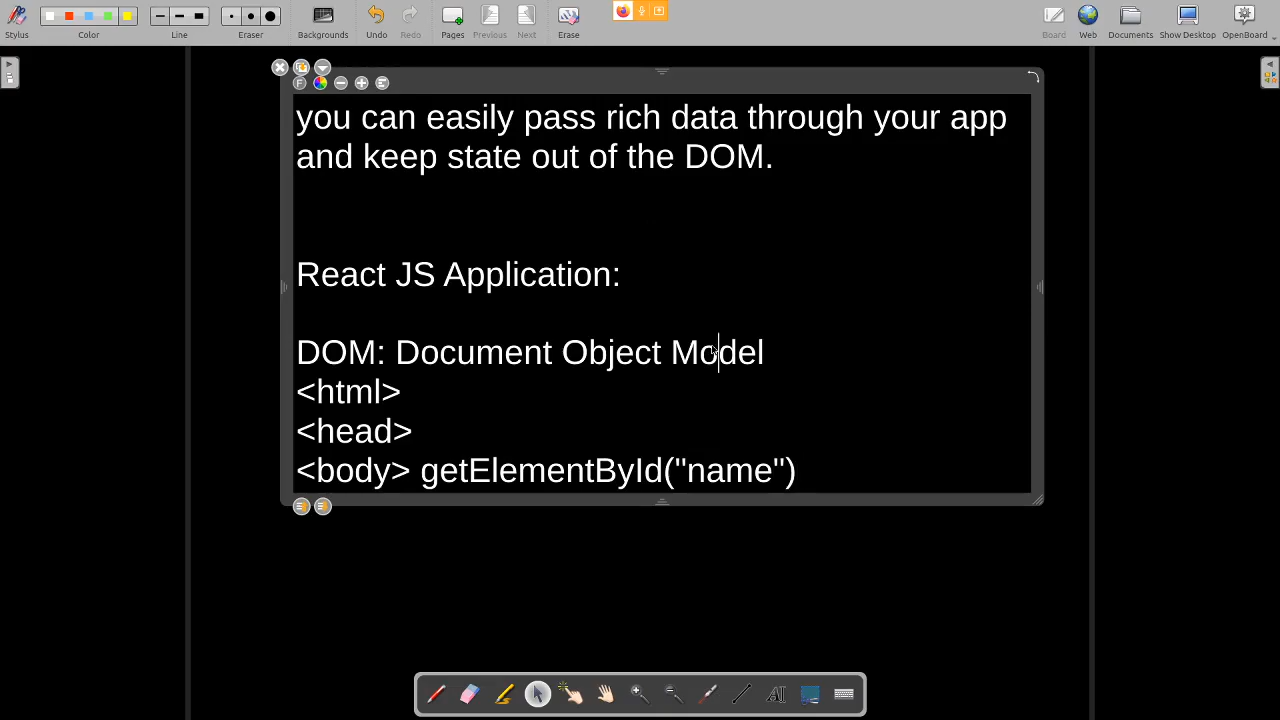 Stylus
Color
Line
Eraser
Backgrounds
Undo
Redo
Pages
Previous
Next
Erase
Board
Web
Documents
Show Desktop
OpenBoard
F
you can easily pass rich data through your app
and keep state out of the DOM.
React JS Application:
DOM: Document Object Model
<html>
<head>
<body> getElementById("name")
AI